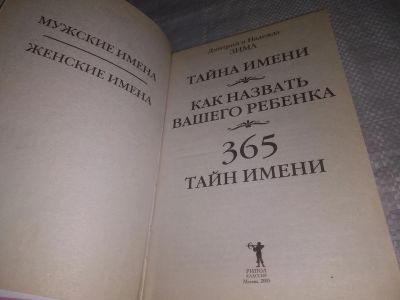 МУЖСКИЕ ИМЕНА
ЖЕНСКИЕ ИМЕНА
Дмитрий и Надежда
ЗИМА
ТАЙНА ИМЕНИ
КАК НАЗВАТЬ
ВАШЕГО РЕБЕНКА
365
ТАЙН ИМЕНИ
РИПОЛ
КЛАССИК
Москва,